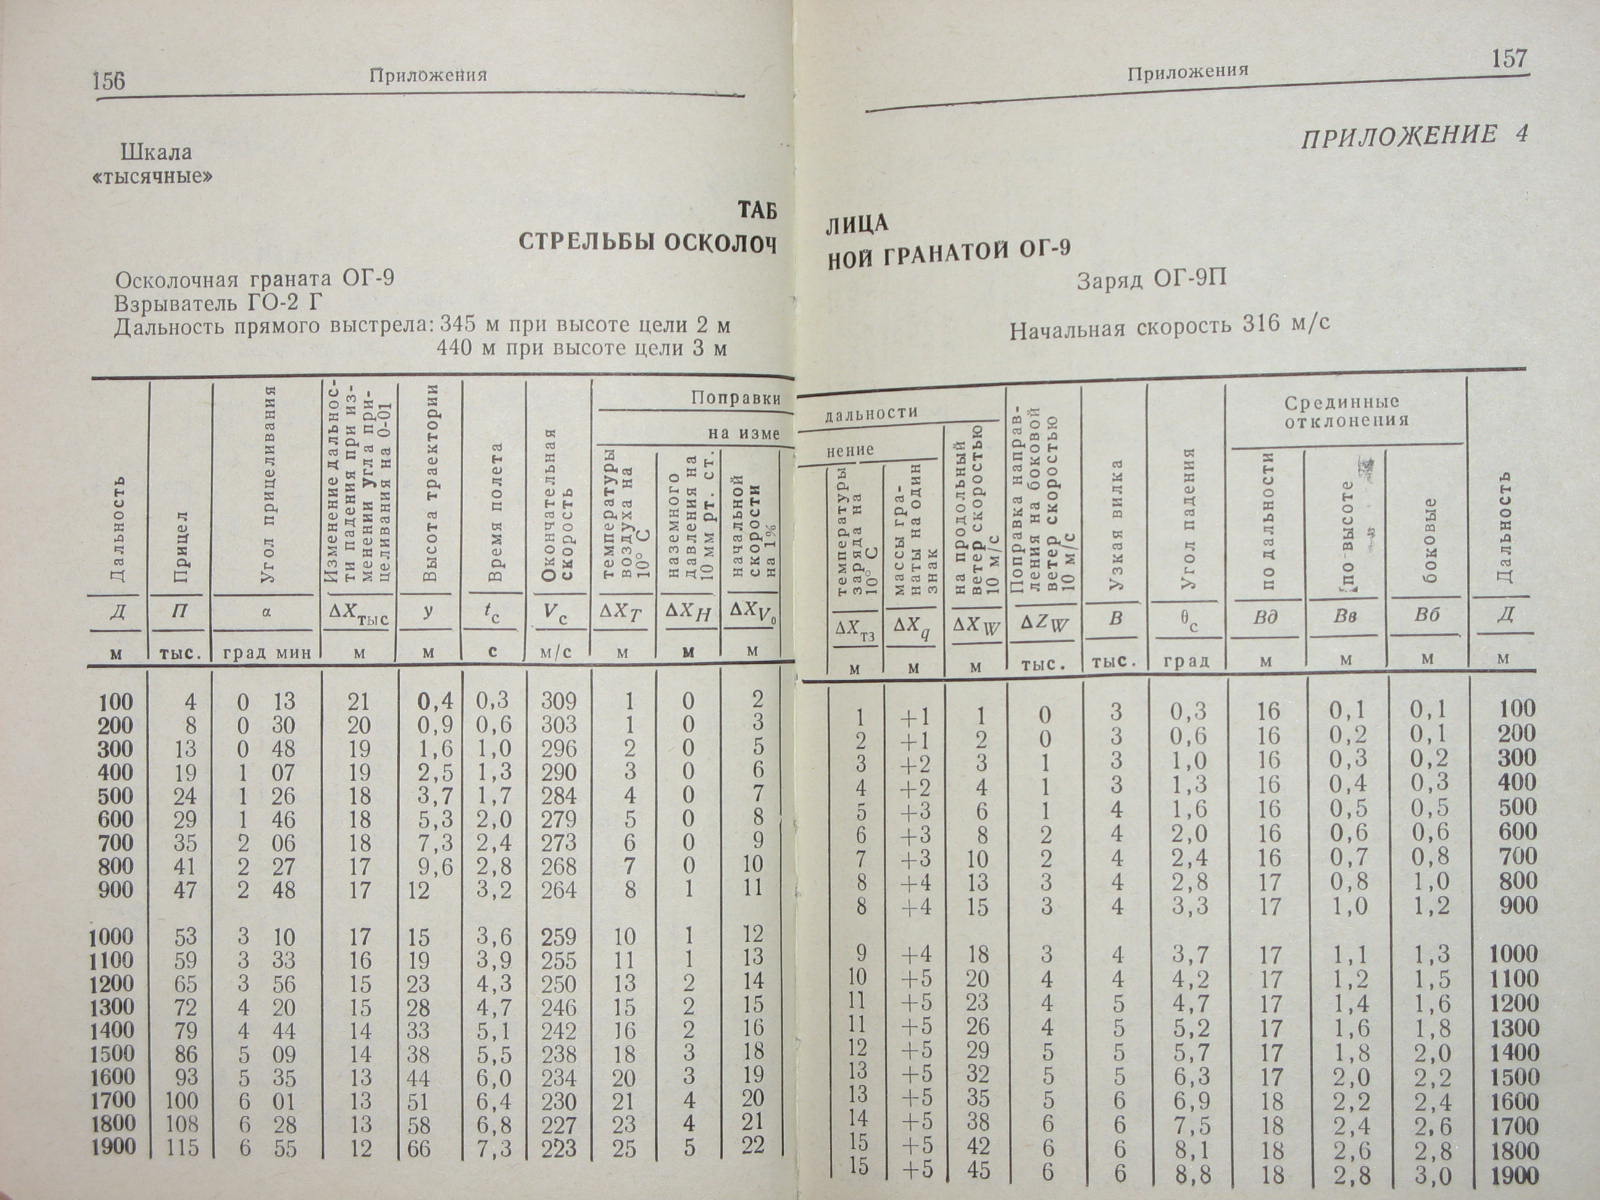 156
Приложения
Шкала
«тысячные»
ТАБ
СТРЕЛЬБЫ ОСКОЛОЧ
Осколочная граната ОГ-9
Взрыватель ГО-2 Г
Дальность прямого выстрела: 345 м при высоте цели 2 м
440 м при высоте цели 3 м
Дальность
Прицел
Угол прицеливания
Изменение дальнос-
ти падения при из-
менении угла при-
целивания на 0-01
Высота траектории
Время полета
Окончательная
скорость
Поправки
на изме
температуры
воздуха на
10° С
наземного
давления на
10 мм рт. ст.
начальной
скорости
на 1%
Д П α ΔXтыс У tс Vс ΔXT ΔXH ΔXV₀
м тыс. град мин м м с м/с м м м
100 4 0 13 21 0,4 0,3 309 1 0 2
200 8 0 30 20 0,9 0,6 303 1 0 3
300 13 0 48 19 1,6 1,0 296 2 0 5
400 19 1 07 19 2,5 1,3 290 3 0 6
500 24 1 26 18 3,7 1,7 284 4 0 7
600 29 1 46 18 5,3 2,0 279 5 0 8
700 35 2 06 18 7,3 2,4 273 6 0 9
800 41 2 27 17 9,6 2,8 268 7 0 10
900 47 2 48 17 12 3,2 264 8 1 11
1000 53 3 10 17 15 3,6 259 10 1 12
1100 59 3 33 16 19 3,9 255 11 1 13
1200 65 3 56 15 23 4,3 250 13 2 14
1300 72 4 20 15 28 4,7 246 15 2 15
1400 79 4 44 14 33 5,1 242 16 2 16
1500 86 5 09 14 38 5,5 238 18 3 18
1600 93 5 35 13 44 6,0 234 20 3 19
1700 100 6 01 13 51 6,4 230 21 4 20
1800 108 6 28 13 58 6,8 227 23 4 21
1900 115 6 55 12 66 7,3 223 25 5 22
Приложения
157
ПРИЛОЖЕНИЕ 4
ЛИЦА
НОЙ ГРАНАТОЙ ОГ-9
Заряд ОГ-9П
Начальная скорость 316 м/с
дальности
нение
температуры
заряда на
10° С
массы гра-
наты на один
знак
на продольный
ветер скоростью
10 м/с
Поправка направ-
ления на боковой
ветер скоростью
10 м/с
Узкая вилка
Угол падения
Срединные
отклонения
по дальности
по высоте
боковые
Дальность
ΔXтз ΔXq ΔXW ΔZW В θс Вд Вв Вб Д
м м м тыс. тыс. град м м м м
1 +1 1 0 3 0,3 16 0,1 0,1 100
2 +1 2 0 3 0,6 16 0,2 0,1 200
3 +2 3 1 3 1,0 16 0,3 0,2 300
4 +2 4 1 3 1,3 16 0,4 0,3 400
5 +3 6 1 4 1,6 16 0,5 0,5 500
6 +3 8 2 4 2,0 16 0,6 0,6 600
7 +3 10 2 4 2,4 16 0,7 0,8 700
8 +4 13 3 4 2,8 17 0,8 1,0 800
8 +4 15 3 4 3,3 17 1,0 1,2 900
9 +4 18 3 4 3,7 17 1,1 1,3 1000
10 +5 20 4 4 4,2 17 1,2 1,5 1100
11 +5 23 4 5 4,7 17 1,4 1,6 1200
11 +5 26 4 5 5,2 17 1,6 1,8 1300
12 +5 29 5 5 5,7 17 1,8 2,0 1400
13 +5 32 5 5 6,3 17 2,0 2,2 1500
13 +5 35 5 6 6,9 18 2,2 2,4 1600
14 +5 38 6 6 7,5 18 2,4 2,6 1700
15 +5 42 6 6 8,1 18 2,6 2,8 1800
15 +5 45 6 6 8,8 18 2,8 3,0 1900